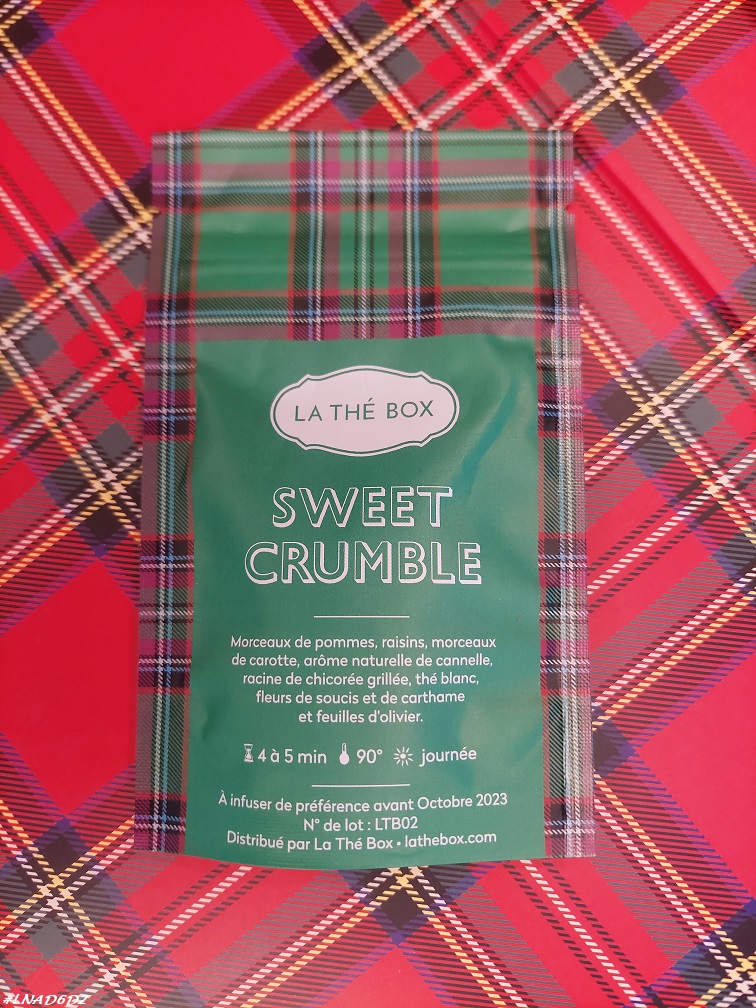 LA THÉ BOX
SWEET
CRUMBLE
Morceaux de pommes, raisins, morceaux
de carotte, arôme naturelle de cannelle,
racine de chicorée grillée, thé blanc,
fleurs de soucis et de carthame
et feuilles d'olivier.
4 à 5 min 90° journée
À infuser de préférence avant Octobre 2023
N° de lot : LTB02
Distribué par La Thé Box • lathebox.com
#LNAD6DZ